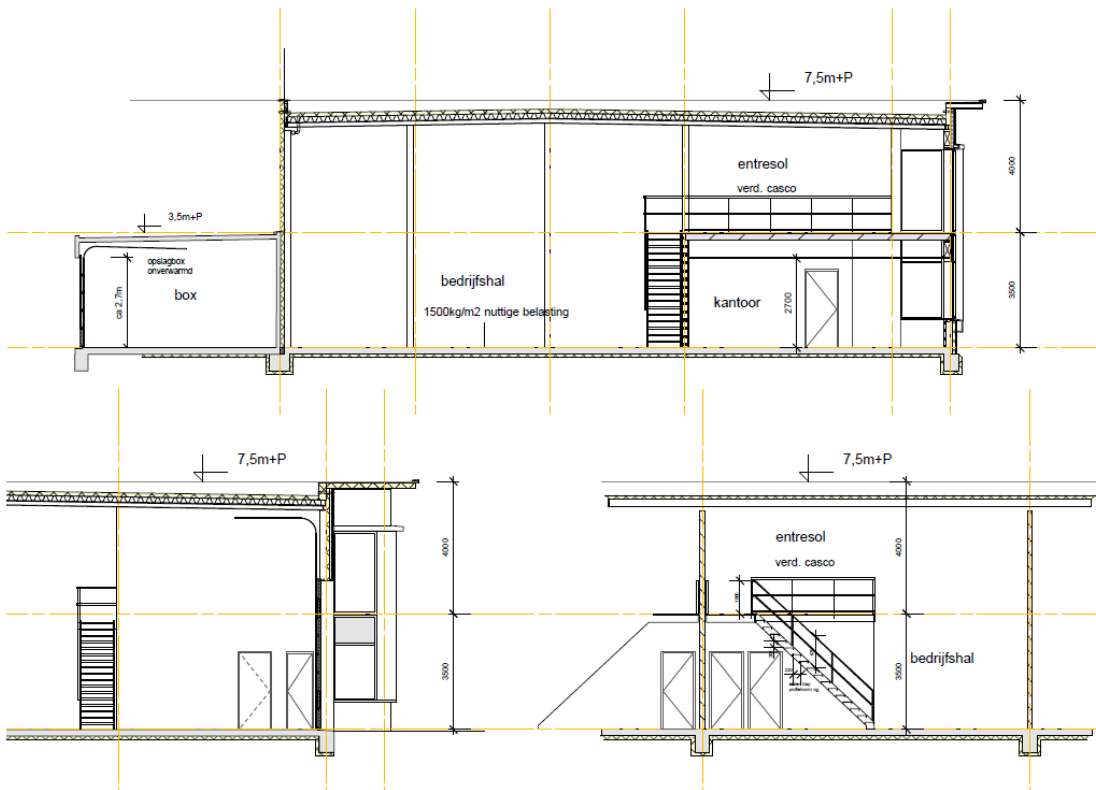 7,5m+P
entresol
verd. casco
4000
3,5m+P
opslagbox
onverwarmd
box
ca 2,7m
bedrijfshal
1500kg/m2 nuttige belasting
kantoor
2700
3500
7,5m+P
4000
3500
7,5m+P
entresol
verd. casco
4000
bedrijfshal
3500